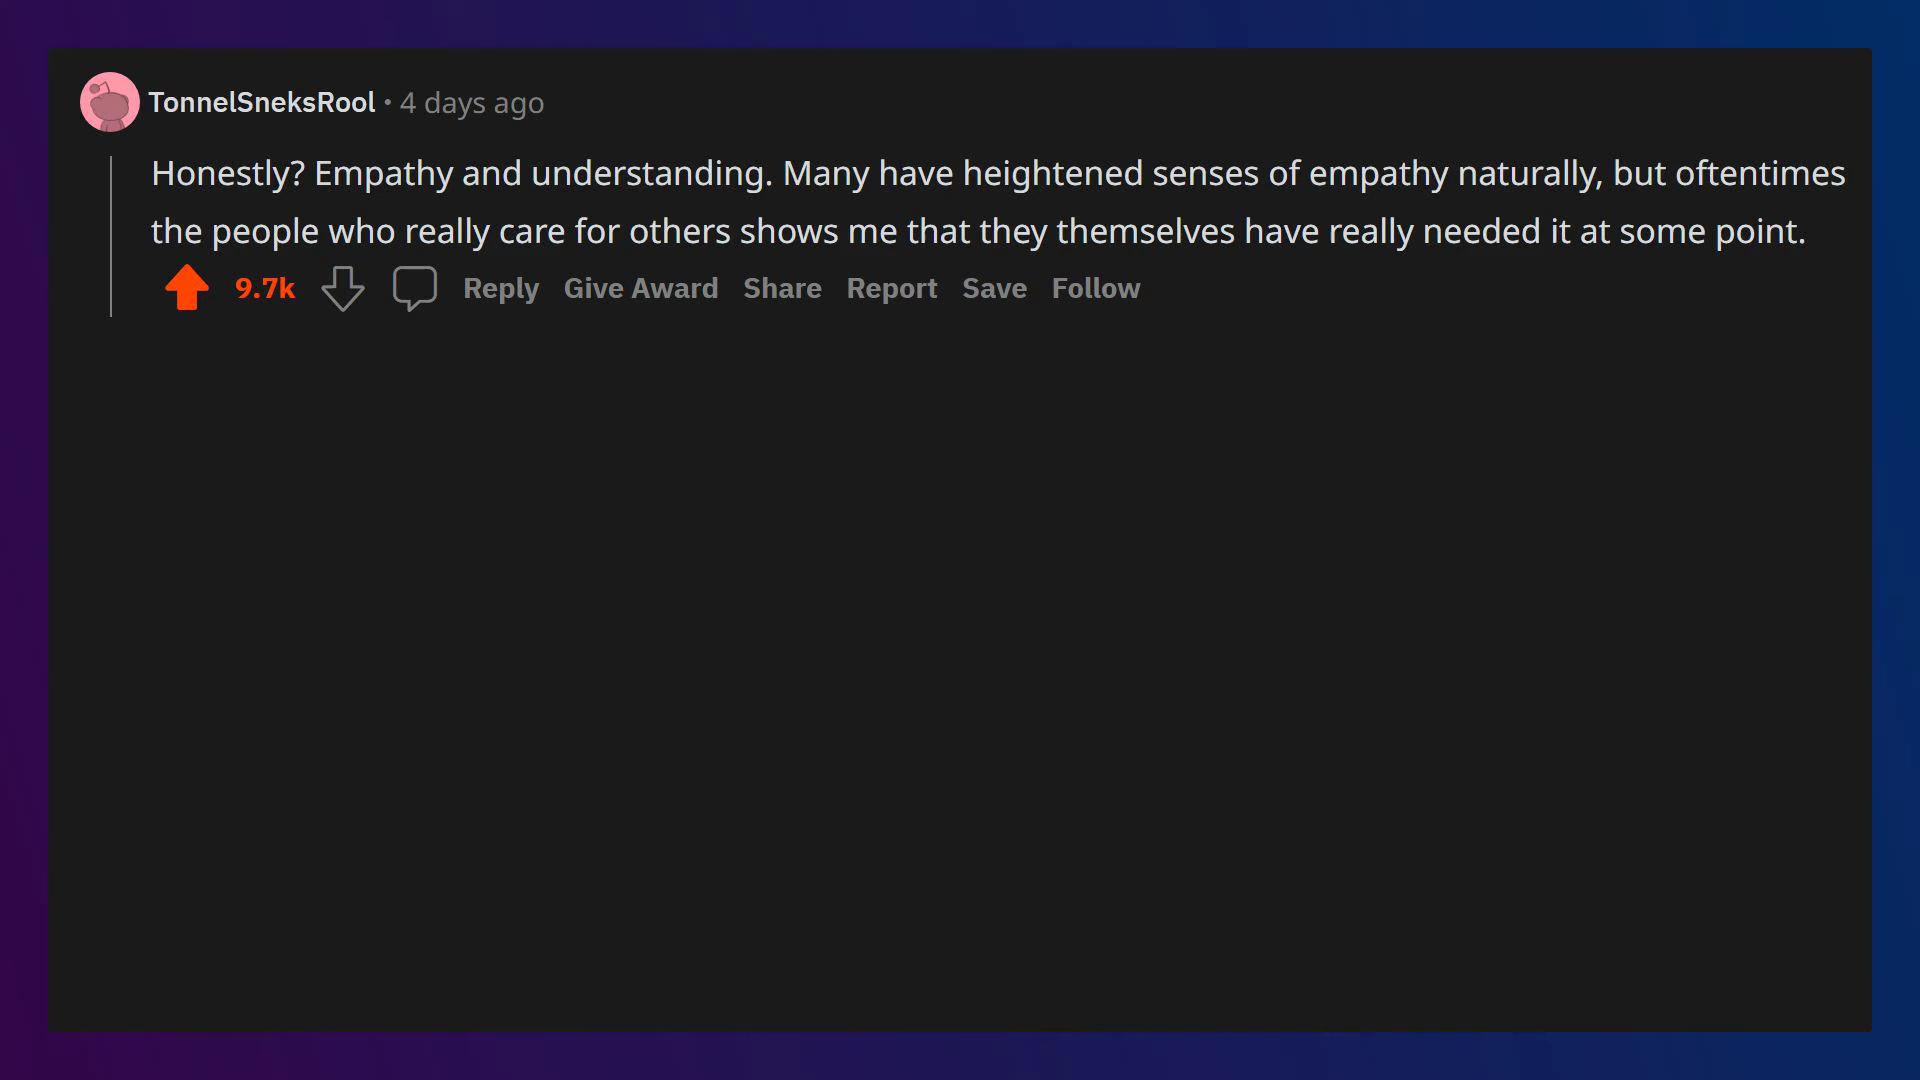 TonnelSneksRool • 4 days ago
Honestly? Empathy and understanding. Many have heightened senses of empathy naturally, but oftentimes
the people who really care for others shows me that they themselves have really needed it at some point.
9.7k Reply Give Award Share Report Save Follow